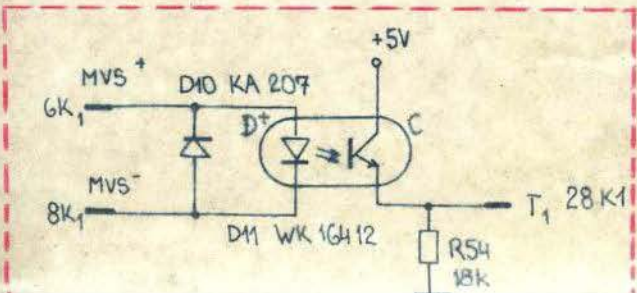 +5V
MVS +
D10 KA 207
6K1
D+
C
MVS-
8K1
T1 28 K1
D11 WK 16412
R54
18k